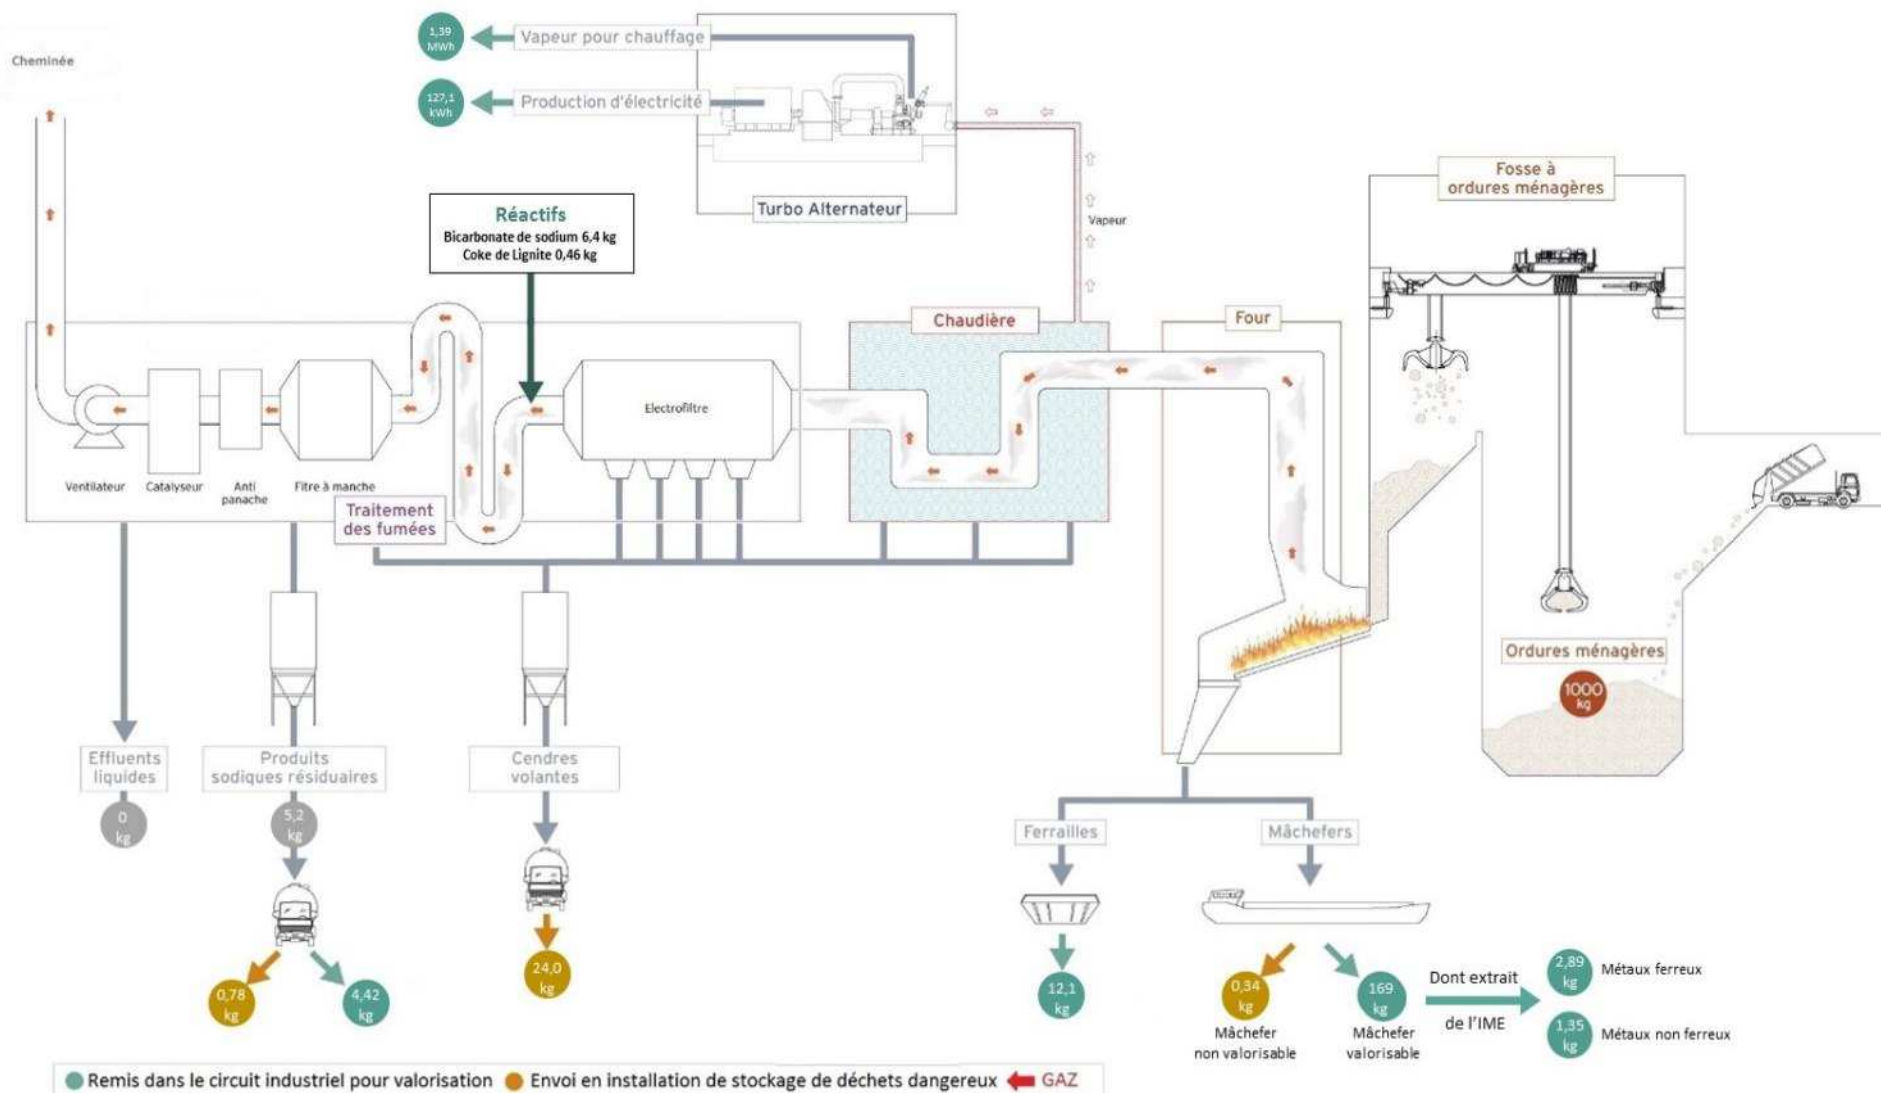 1,39
MWh
Vapeur pour chauffage
Cheminée
127,1
kWh
Production d'électricité
Fosse à
ordures ménagères
Turbo Alternateur
Réactifs
Bicarbonate de sodium 6,4 kg
Coke de Lignite 0,46 kg
Vapeur
Chaudière
Four
Electrofiltre
Ventilateur
Catalyseur
Anti
panache
Fitre à manche
Traitement
des fumées
Ordures ménagères
1000
kg
Effluents
liquides
Produits
sodiques résiduaires
Cendres
volantes
0
kg
5,2
kg
Ferrailles
Mâchefers
0,78
kg
4,42
kg
24,0
kg
12,1
kg
0,34
kg
169
kg
Mâchefer
non valorisable
Mâchefer
valorisable
Dont extrait
de l'IME
2,89
kg
Métaux ferreux
1,35
kg
Métaux non ferreux
Remis dans le circuit industriel pour valorisation
Envoi en installation de stockage de déchets dangereux
GAZ